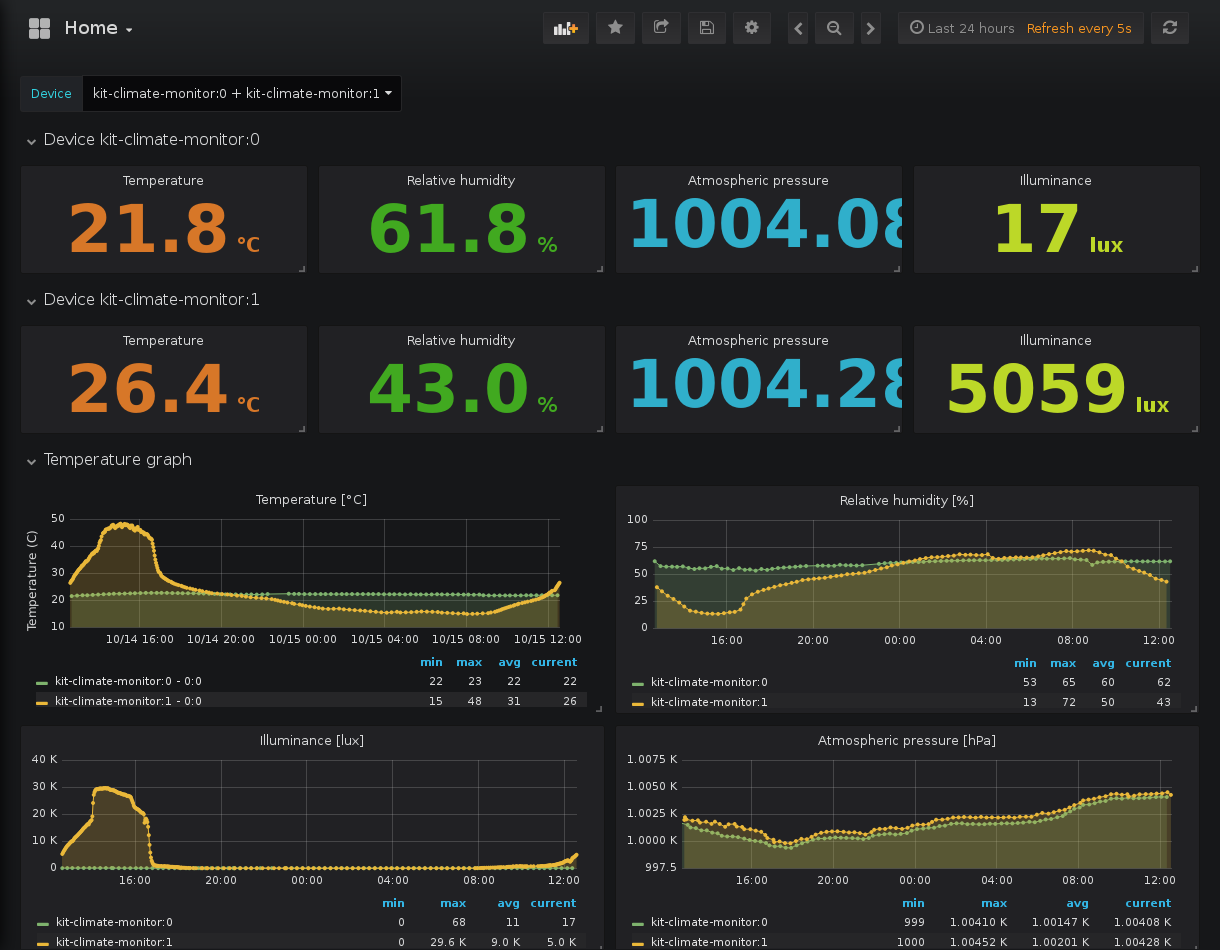 Home
Last 24 hours Refresh every 5s
Device kit-climate-monitor:0 + kit-climate-monitor:1
Device kit-climate-monitor:0
Temperature Relative humidity Atmospheric pressure Illuminance
21.8 °C 61.8 % 1004.08 17 lux
Device kit-climate-monitor:1
Temperature Relative humidity Atmospheric pressure Illuminance
26.4 °C 43.0 % 1004.28 5059 lux
Temperature graph
Temperature [°C]
Temperature (C)
50
40
30
20
10
10/14 16:00 10/14 20:00 10/15 00:00 10/15 04:00 10/15 08:00 10/15 12:00
min max avg current
kit-climate-monitor:0 - 0:0 22 23 22 22
kit-climate-monitor:1 - 0:0 15 48 31 26
Relative humidity [%]
100
75
50
25
0
16:00 20:00 00:00 04:00 08:00 12:00
min max avg current
kit-climate-monitor:0 53 65 60 62
kit-climate-monitor:1 13 72 50 43
Illuminance [lux]
40 K
30 K
20 K
10 K
0
16:00 20:00 00:00 04:00 08:00 12:00
min max avg current
kit-climate-monitor:0 0 68 11 17
kit-climate-monitor:1 0 29.6 K 9.0 K 5.0 K
Atmospheric pressure [hPa]
1.0075 K
1.0050 K
1.0025 K
1.0000 K
997.5
16:00 20:00 00:00 04:00 08:00 12:00
min max avg current
kit-climate-monitor:0 999 1.00410 K 1.00147 K 1.00408 K
kit-climate-monitor:1 1000 1.00452 K 1.00201 K 1.00428 K